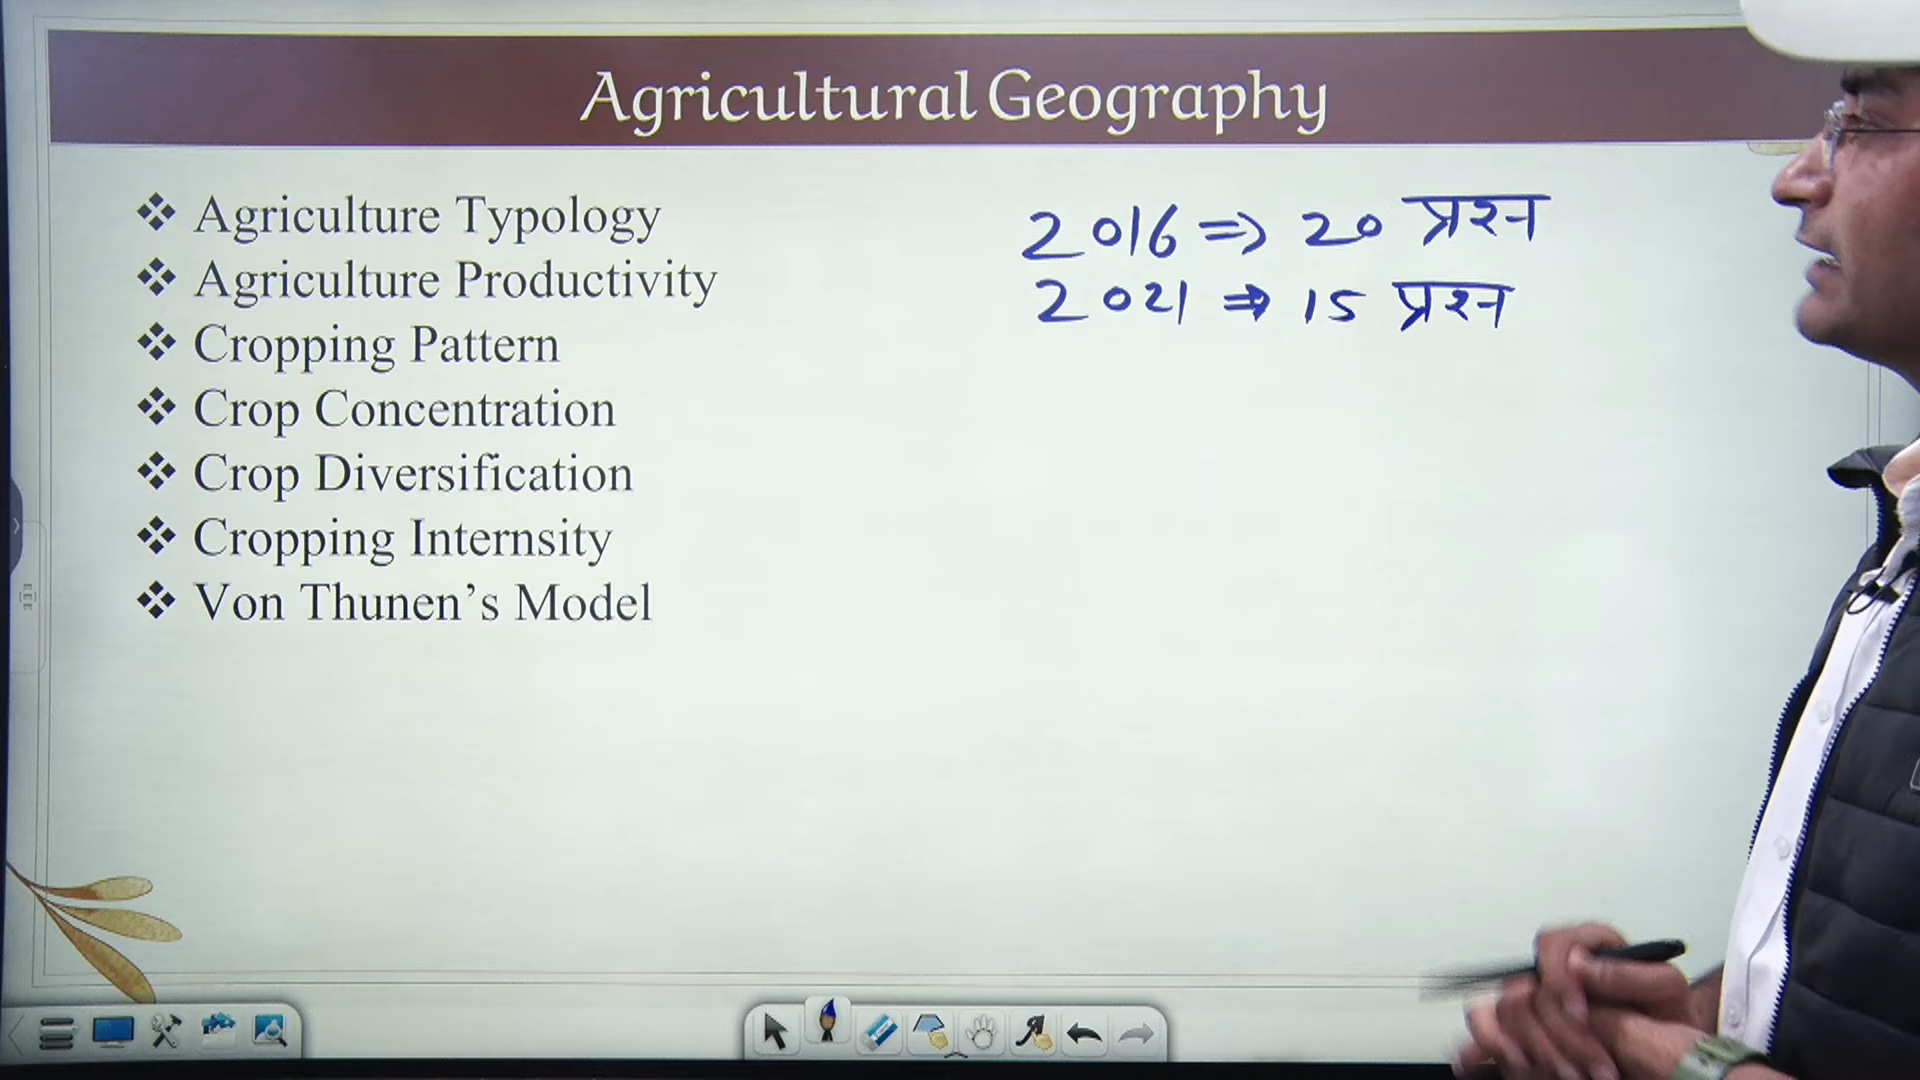 Agricultural Geography
❖ Agriculture Typology
❖ Agriculture Productivity
❖ Cropping Pattern
❖ Crop Concentration
❖ Crop Diversification
❖ Cropping Internsity
❖ Von Thunen’s Model
2016 ⇒ 20 प्रश्न
2021 ⇒ 15 प्रश्न